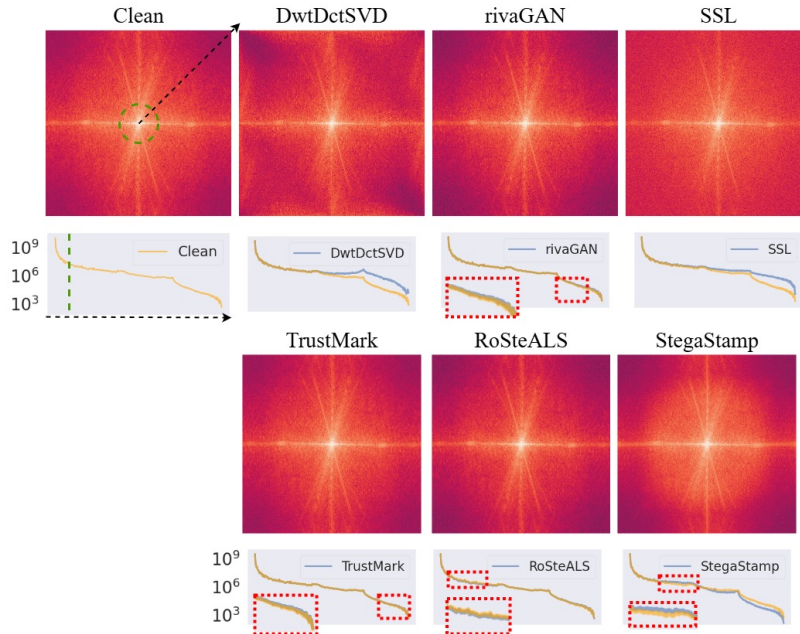 Clean
DwtDctSVD
rivaGAN
SSL
10⁹
10⁶
10³
Clean
DwtDctSVD
rivaGAN
SSL
TrustMark
RoSteALS
StegaStamp
10⁹
10⁶
10³
TrustMark
RoSteALS
StegaStamp